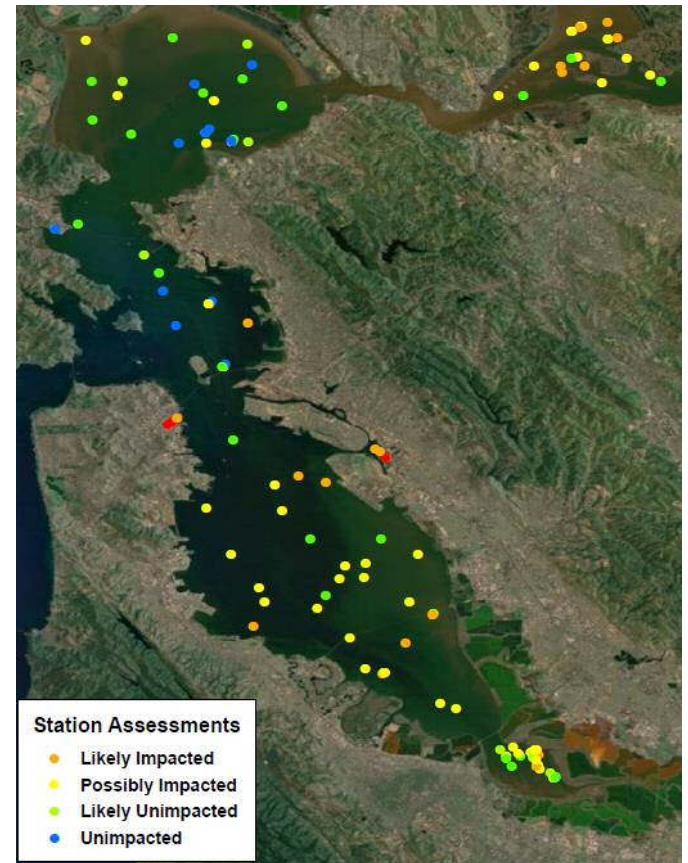 Station Assessments
Likely Impacted
Possibly Impacted
Likely Unimpacted
Unimpacted